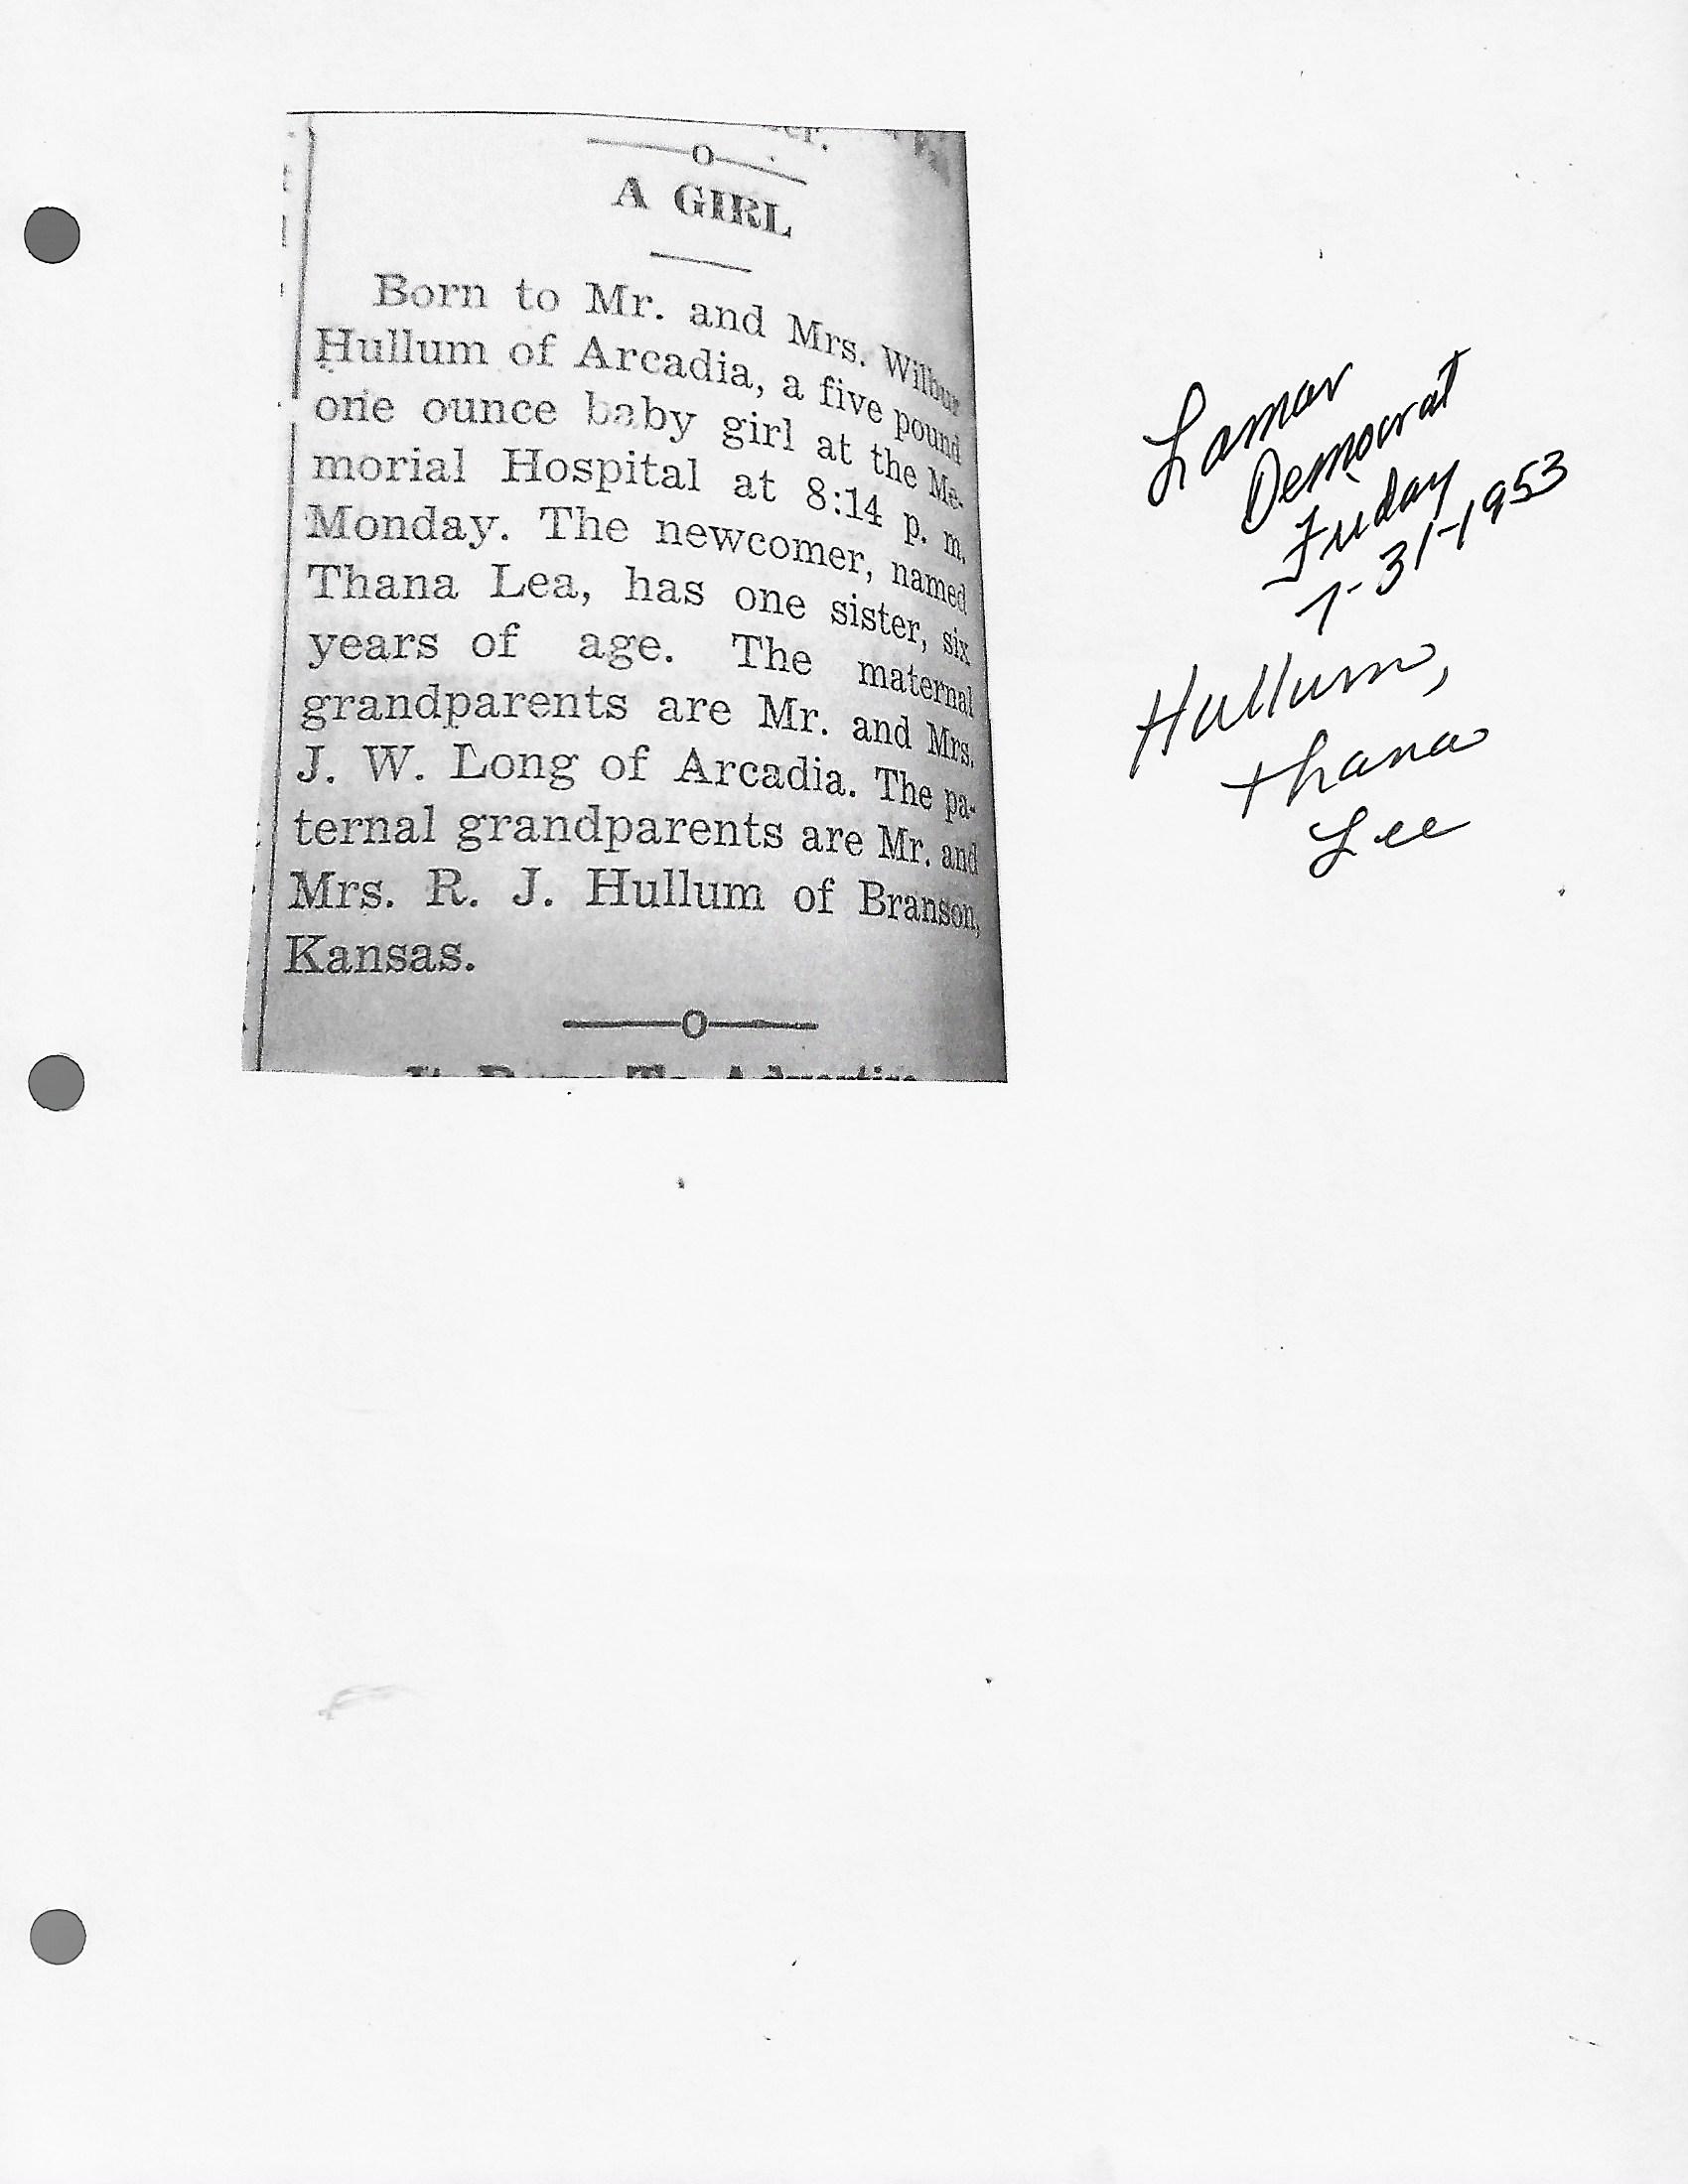 A GIRL
Born to Mr. and Mrs. Wilbur
Hullum of Arcadia, a five pound
one ounce baby girl at the Me-
morial Hospital at 8:14 p. m.
Monday. The newcomer, named
Thana Lea, has one sister, six
years of age. The maternal
grandparents are Mr. and Mrs.
J. W. Long of Arcadia. The pa-
ternal grandparents are Mr. and
Mrs. R. J. Hullum of Branson,
Kansas.
Lamar
Democrat
Friday
7-31-1953
Hullum,
Thana
Lee